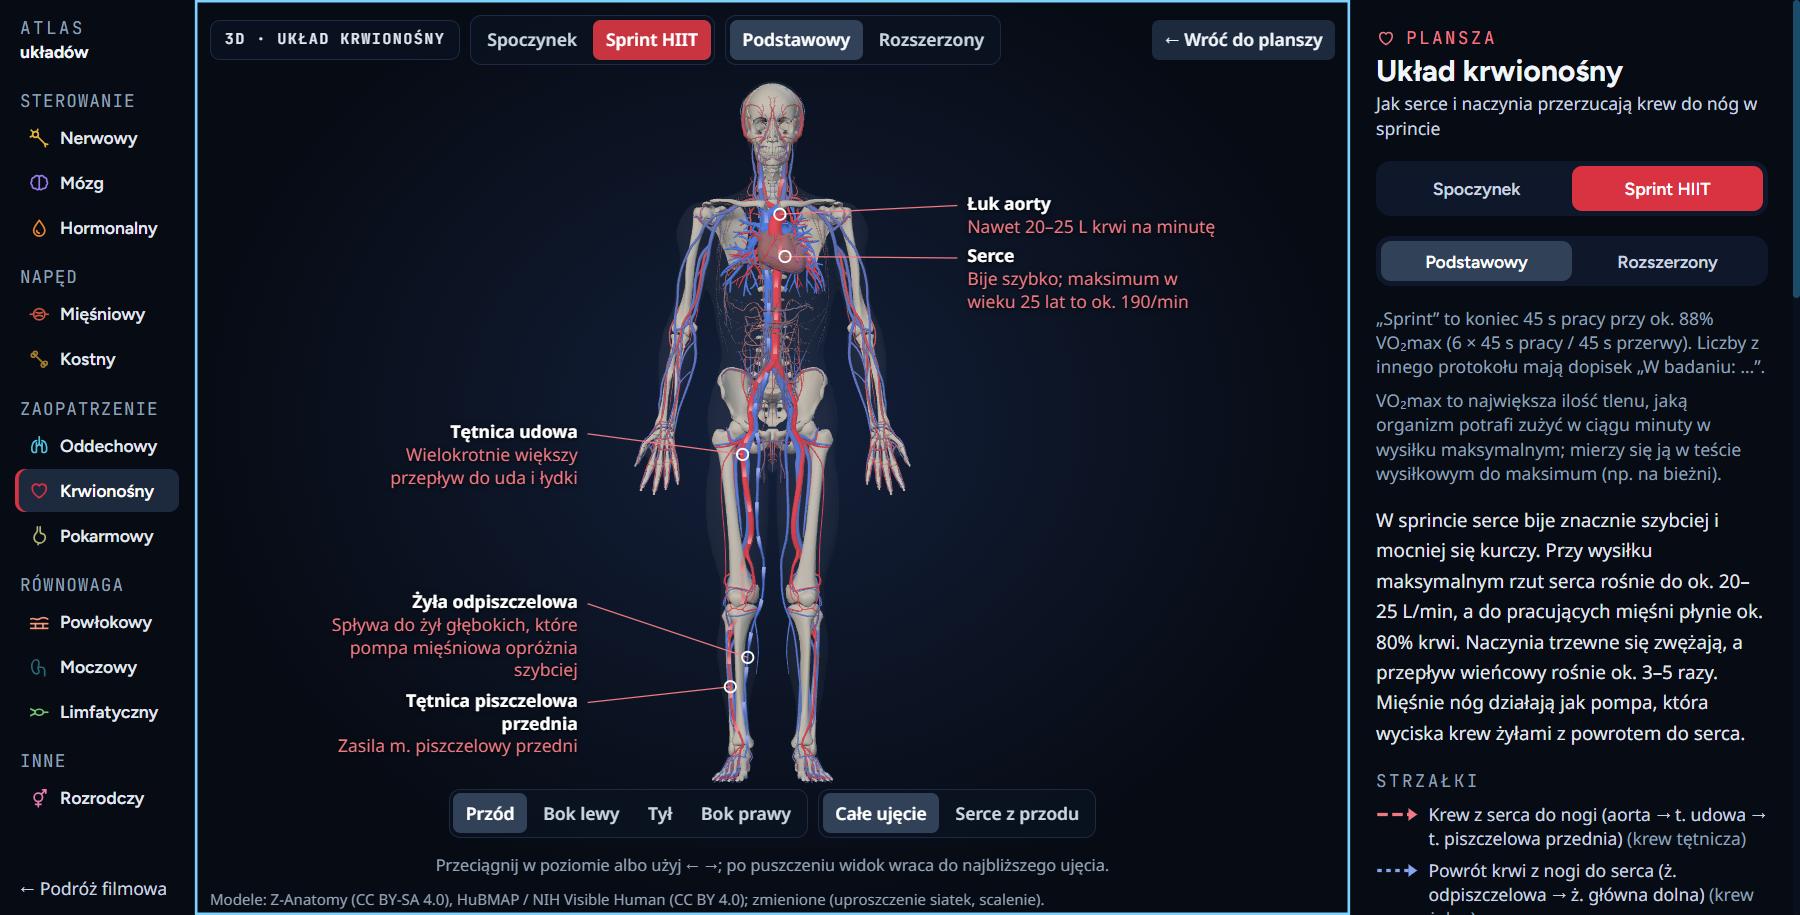 ATLAS
układów
STEROWANIE
Nerwowy
Mózg
Hormonalny
NAPĘD
Mięśniowy
Kostny
ZAOPATRZENIE
Oddechowy
Krwionośny
Pokarmowy
RÓWNOWAGA
Powłokowy
Moczowy
Limfatyczny
INNE
Rozrodczy
← Podróż filmowa
3D · UKŁAD KRWIONOŚNY
Spoczynek Sprint HIIT
Podstawowy Rozszerzony
← Wróć do planszy
Łuk aorty
Nawet 20–25 L krwi na minutę
Serce
Bije szybko; maksimum w
wieku 25 lat to ok. 190/min
Tętnica udowa
Wielokrotnie większy
przepływ do uda i łydki
Żyła odpiszczelowa
Spływa do żył głębokich, które
pompa mięśniowa opróżnia
szybciej
Tętnica piszczelowa
przednia
Zasila m. piszczelowy przedni
Przód Bok lewy Tył Bok prawy
Całe ujęcie Serce z przodu
Przeciągnij w poziomie albo użyj ← →; po puszczeniu widok wraca do najbliższego ujęcia.
Modele: Z-Anatomy (CC BY-SA 4.0), HuBMAP / NIH Visible Human (CC BY 4.0); zmienione (uproszczenie siatek, scalenie).
PLANSZA
Układ krwionośny
Jak serce i naczynia przerzucają krew do nóg w
sprincie
Spoczynek Sprint HIIT
Podstawowy Rozszerzony
„Sprint” to koniec 45 s pracy przy ok. 88%
VO₂max (6 × 45 s pracy / 45 s przerwy). Liczby z
innego protokołu mają dopisek „W badaniu: …”.
VO₂max to największa ilość tlenu, jaką
organizm potrafi zużyć w ciągu minuty w
wysiłku maksymalnym; mierzy się ją w teście
wysiłkowym do maksimum (np. na bieżni).
W sprincie serce bije znacznie szybciej i
mocniej się kurczy. Przy wysiłku
maksymalnym rzut serca rośnie do ok. 20–
25 L/min, a do pracujących mięśni płynie ok.
80% krwi. Naczynia trzewne się zwężają, a
przepływ wieńcowy rośnie ok. 3–5 razy.
Mięśnie nóg działają jak pompa, która
wyciska krew żyłami z powrotem do serca.
STRZAŁKI
Krew z serca do nogi (aorta → t. udowa →
t. piszczelowa przednia) (krew tętnicza)
Powrót krwi z nogi do serca (ż.
odpiszczelowa → ż. główna dolna) (krew